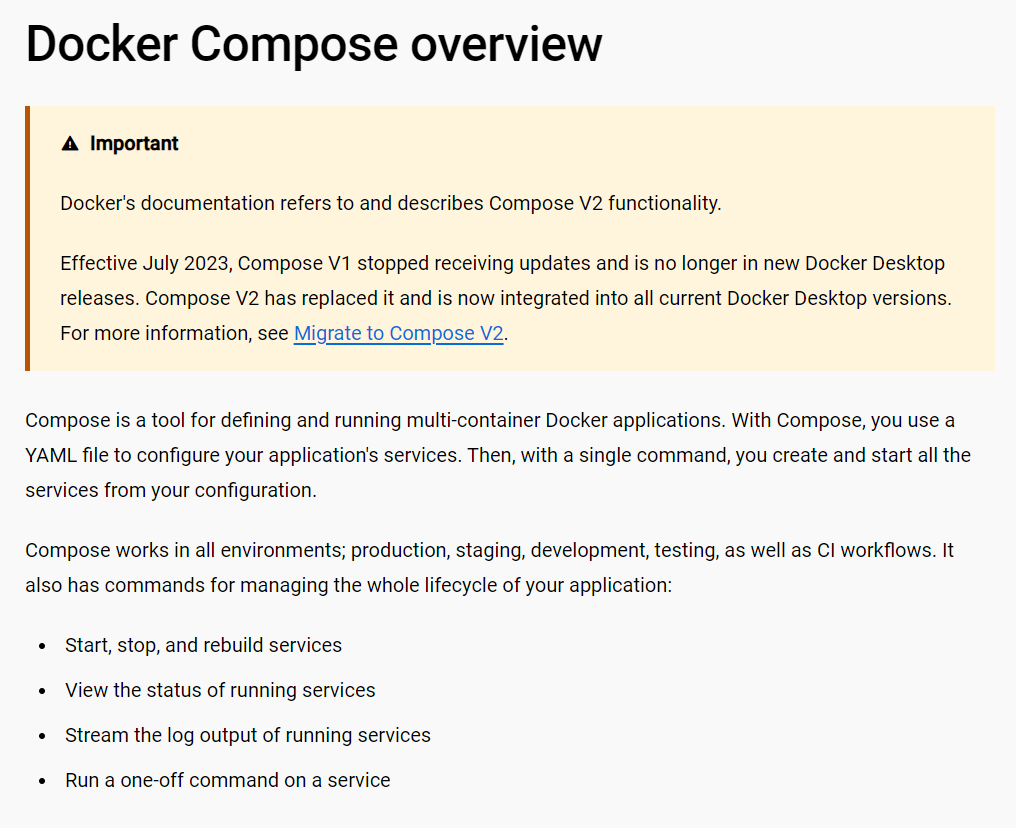 Docker Compose overview
Important
Docker's documentation refers to and describes Compose V2 functionality.
Effective July 2023, Compose V1 stopped receiving updates and is no longer in new Docker Desktop
releases. Compose V2 has replaced it and is now integrated into all current Docker Desktop versions.
For more information, see Migrate to Compose V2.
Compose is a tool for defining and running multi-container Docker applications. With Compose, you use a
YAML file to configure your application's services. Then, with a single command, you create and start all the
services from your configuration.
Compose works in all environments; production, staging, development, testing, as well as CI workflows. It
also has commands for managing the whole lifecycle of your application:
• Start, stop, and rebuild services
• View the status of running services
• Stream the log output of running services
• Run a one-off command on a service